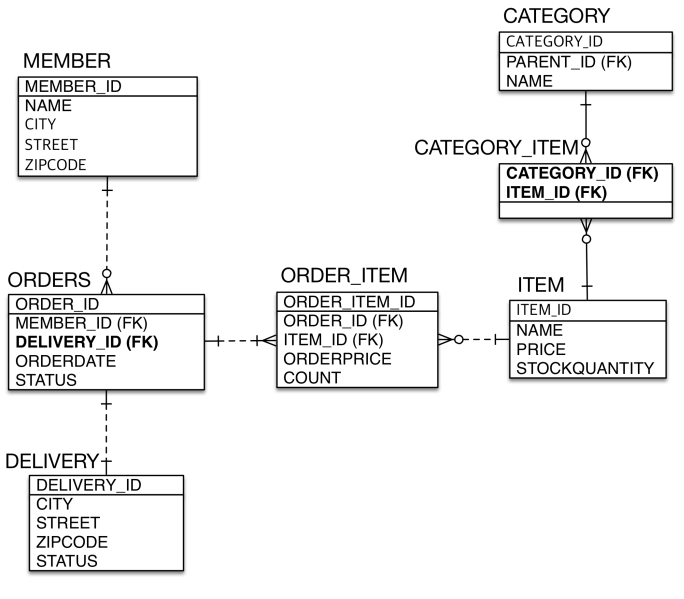 CATEGORY
CATEGORY_ID
PARENT_ID (FK)
NAME
MEMBER
MEMBER_ID
NAME
CITY
STREET
ZIPCODE
CATEGORY_ITEM
CATEGORY_ID (FK)
ITEM_ID (FK)
ORDERS
ORDER_ID
MEMBER_ID (FK)
DELIVERY_ID (FK)
ORDERDATE
STATUS
ORDER_ITEM
ORDER_ITEM_ID
ORDER_ID (FK)
ITEM_ID (FK)
ORDERPRICE
COUNT
ITEM
ITEM_ID
NAME
PRICE
STOCKQUANTITY
DELIVERY
DELIVERY_ID
CITY
STREET
ZIPCODE
STATUS